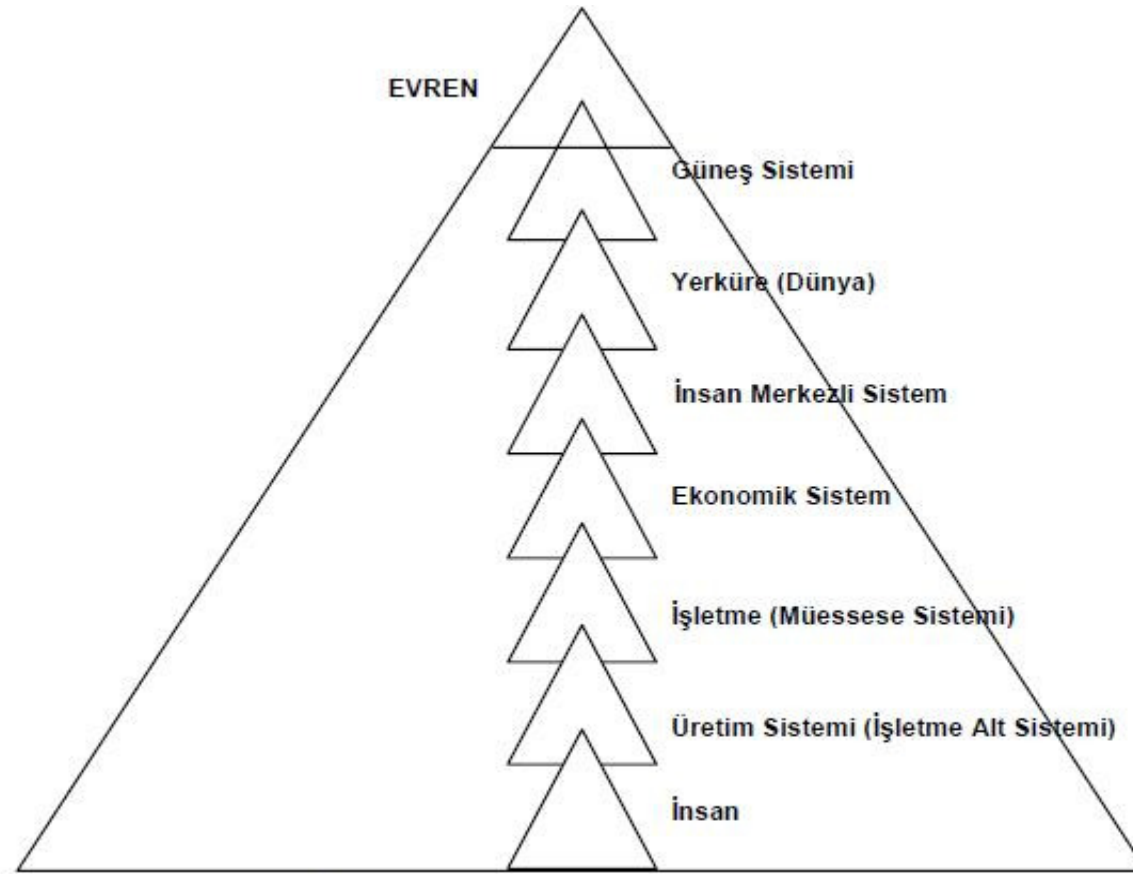 EVREN
Güneş Sistemi
Yerküre (Dünya)
İnsan Merkezli Sistem
Ekonomik Sistem
İşletme (Müessese Sistemi)
Üretim Sistemi (İşletme Alt Sistemi)
İnsan